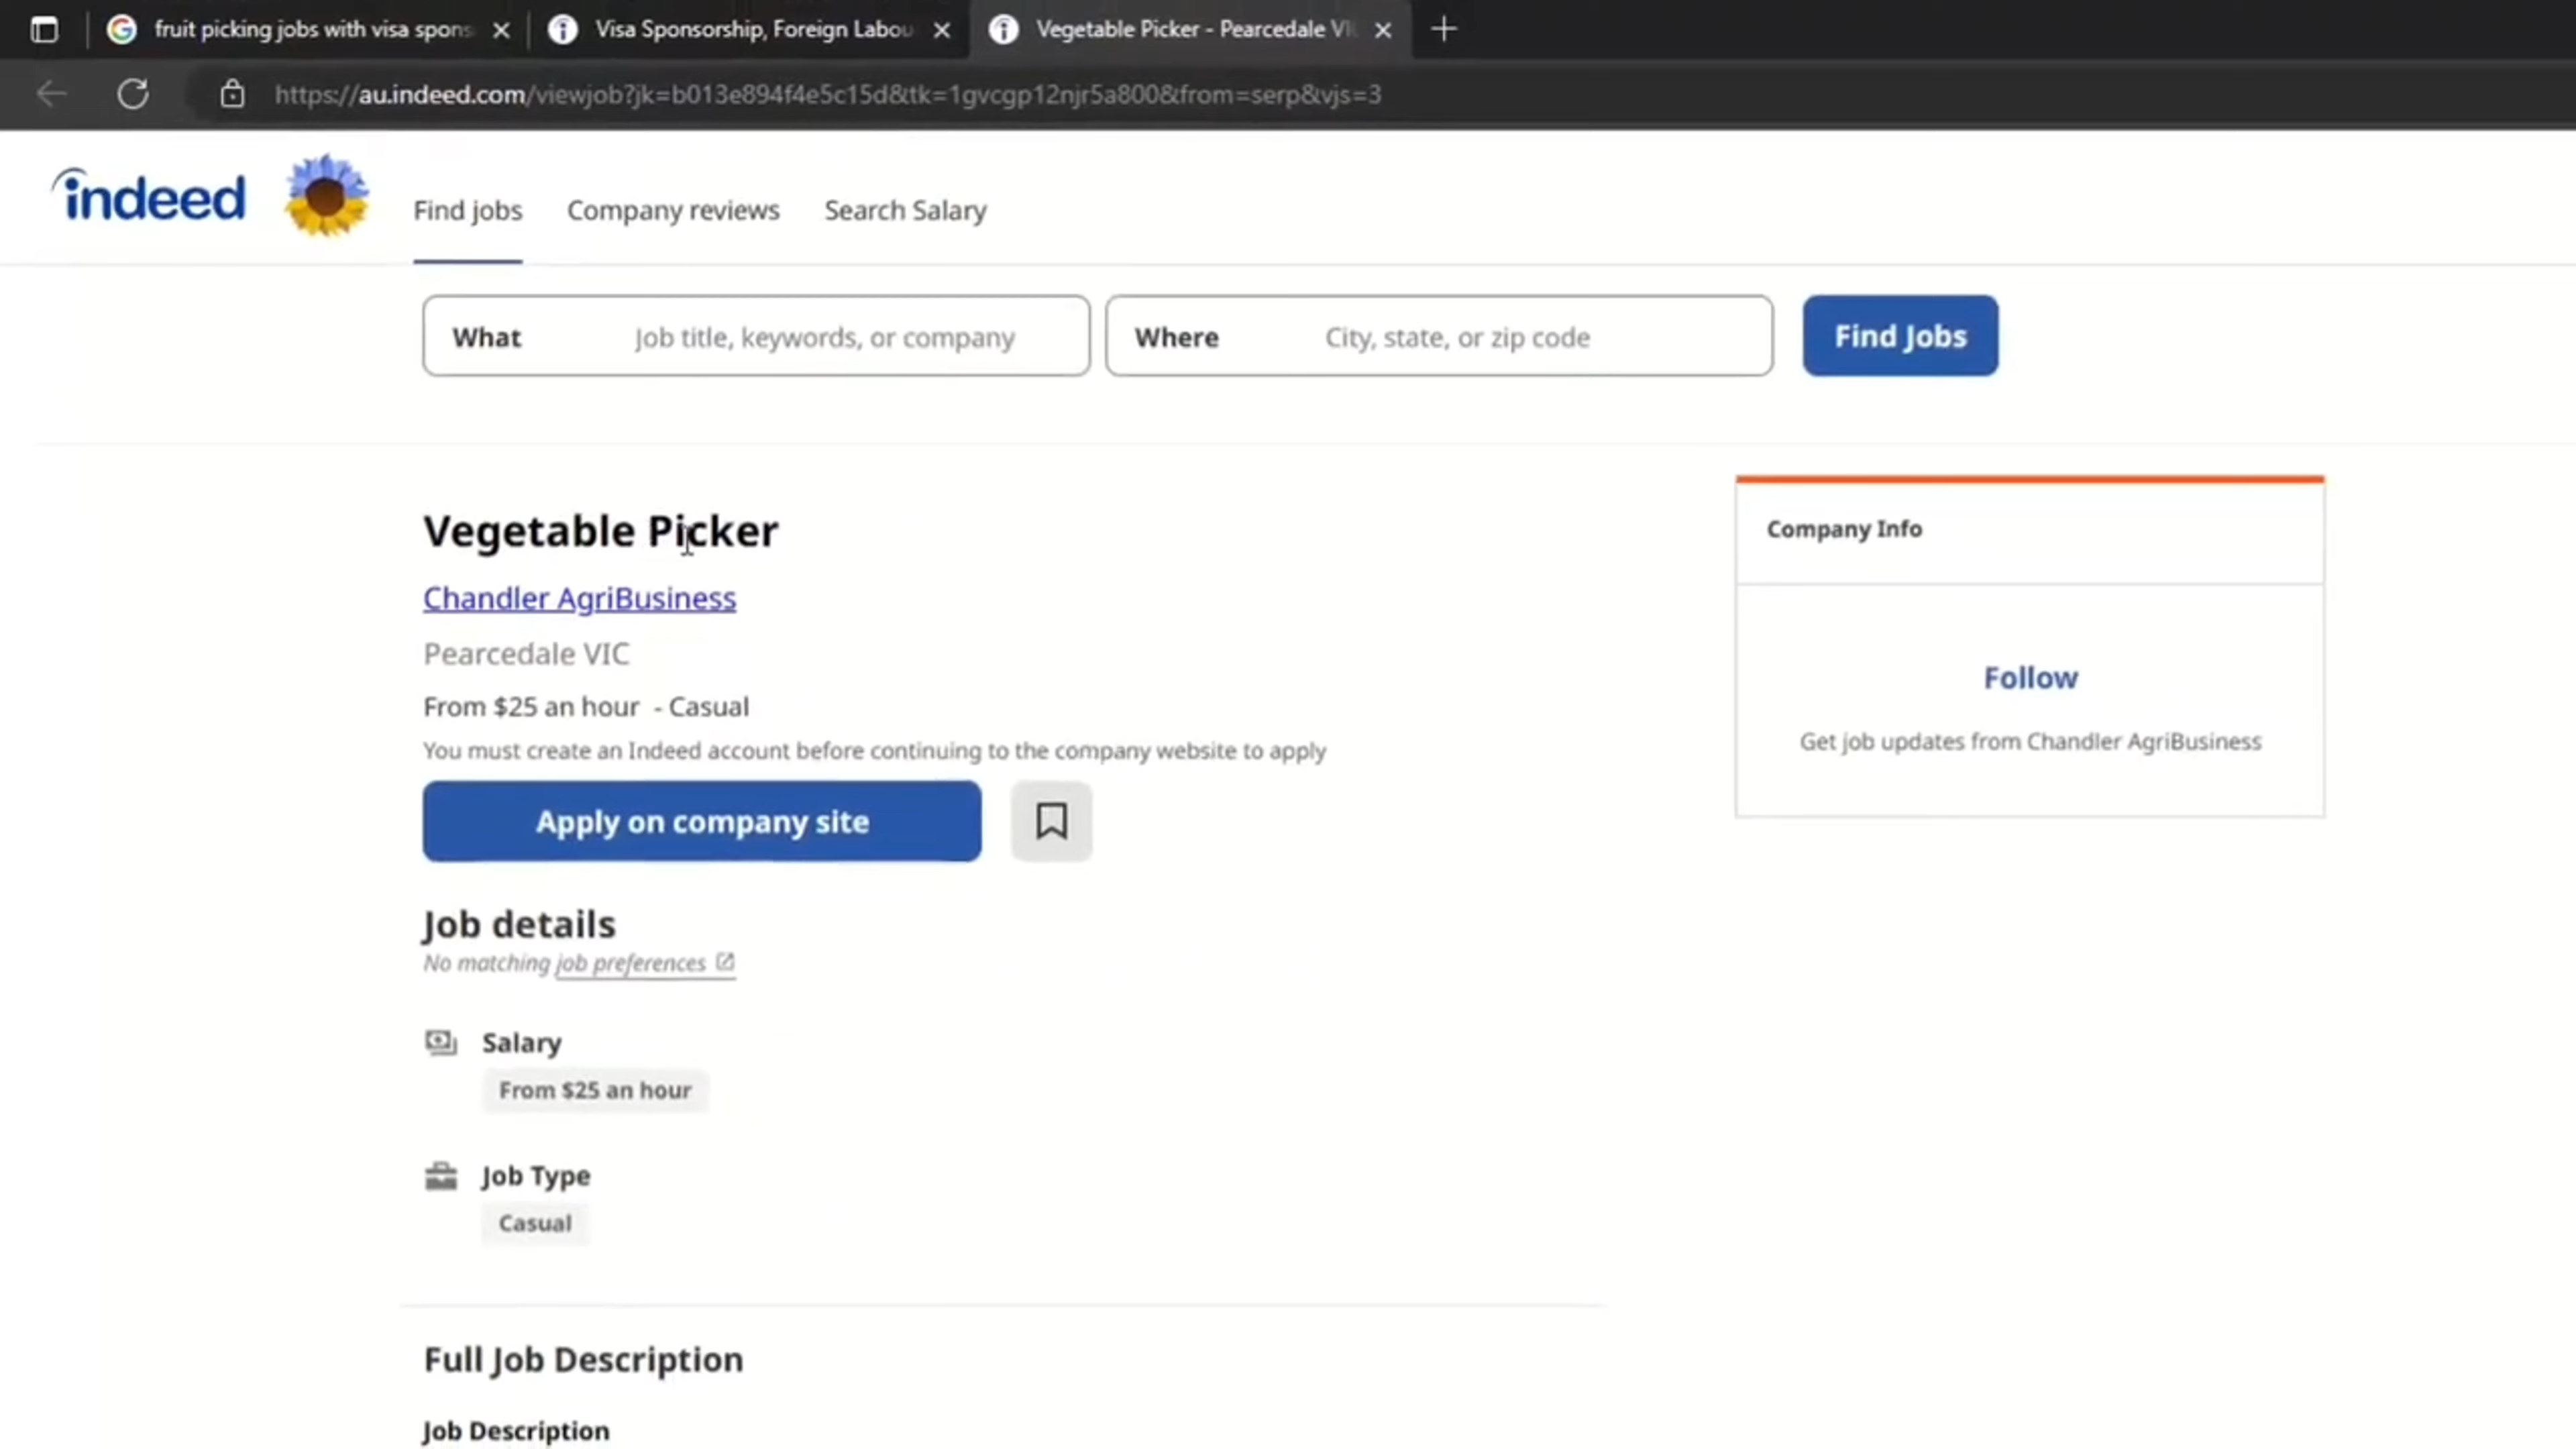 fruit picking jobs with visa spons
Visa Sponsorship, Foreign Labou
Vegetable Picker - Pearcedale VIC
https://au.indeed.com/viewjob?jk=b013e894f4e5c15d&tk=1gvcgp12njr5a800&from=serp&vjs=3
indeed
Find jobs
Company reviews
Search Salary
What
Job title, keywords, or company
Where
City, state, or zip code
Find Jobs
Vegetable Picker
Chandler AgriBusiness
Pearcedale VIC
From $25 an hour - Casual
You must create an Indeed account before continuing to the company website to apply
Apply on company site
Company Info
Follow
Get job updates from Chandler AgriBusiness
Job details
No matching job preferences
Salary
From $25 an hour
Job Type
Casual
Full Job Description
Job Description